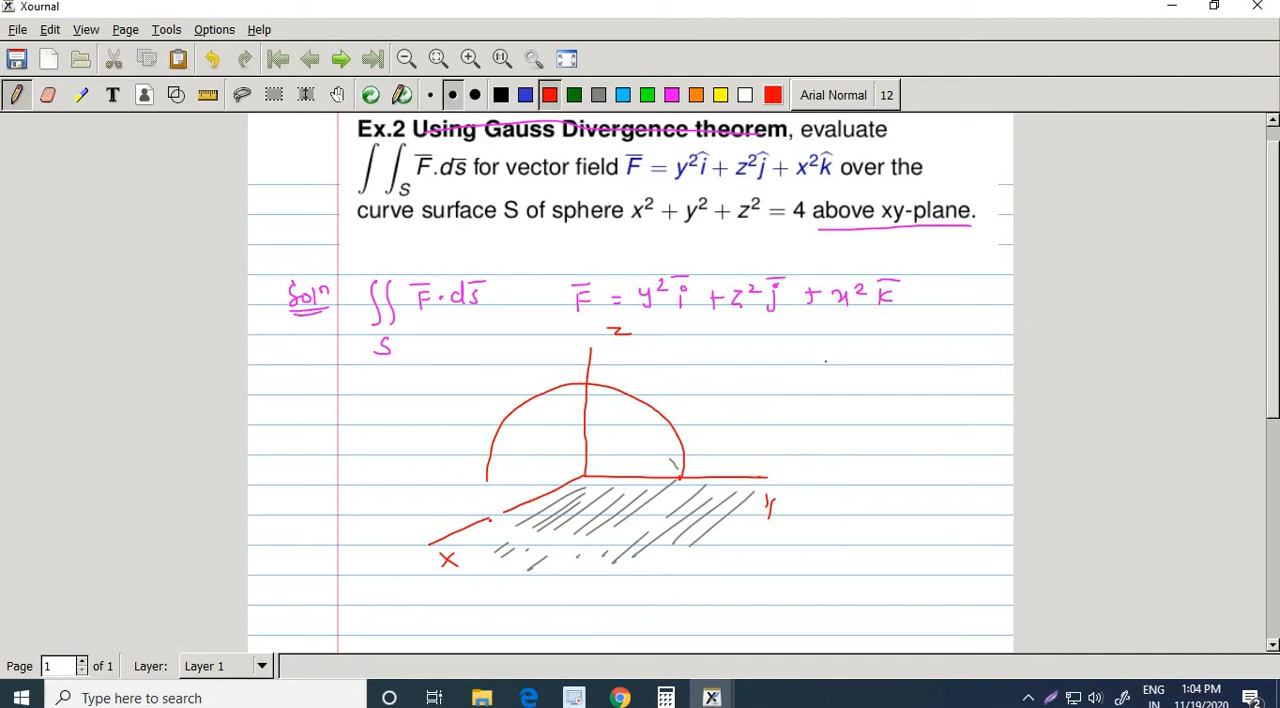 Xournal
File Edit View Page Tools Options Help
Arial Normal 12
Ex.2 Using Gauss Divergence theorem, evaluate
∫∫_S F̅.ds̅ for vector field F̅ = y²î + z²ĵ + x²k̂ over the
curve surface S of sphere x² + y² + z² = 4 above xy-plane.
Soln ∬_S F̅ · ds̅ F̅ = y² i̅ + z² j̅ + x² k̅
z
y
x
Page 1 of 1 Layer: Layer 1
Type here to search
ENG
IN
1:04 PM
11/19/2020
2